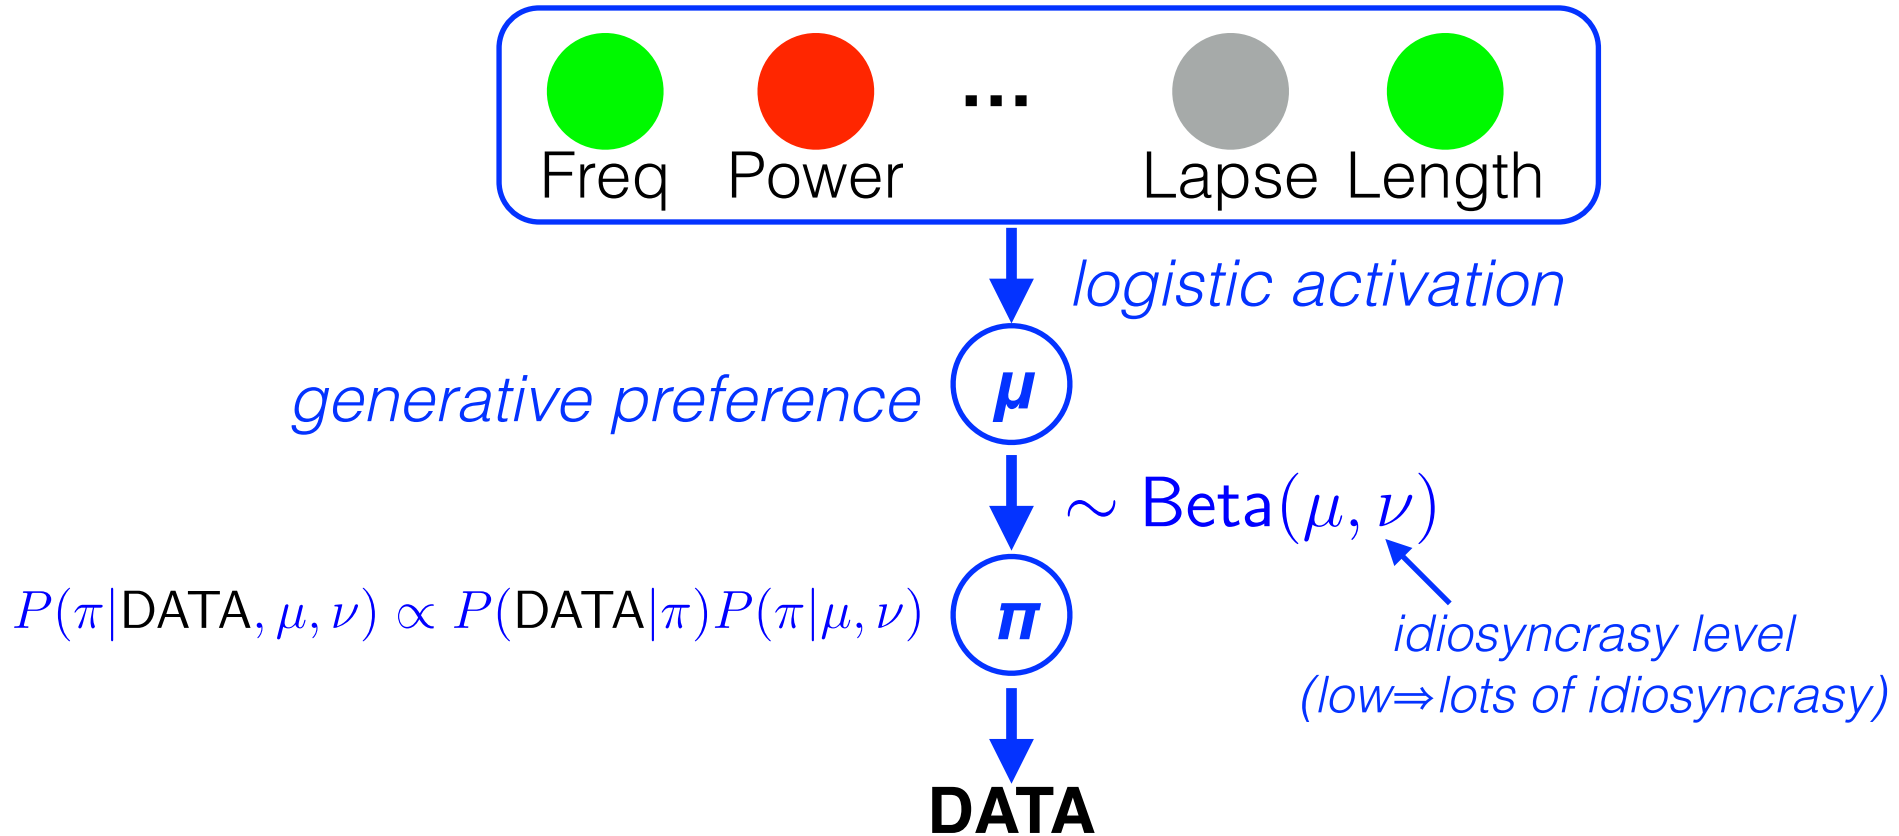 ...
Freq Power Lapse Length
logistic activation
generative preference
μ
∼ Beta(μ, ν)
P(π|DATA, μ, ν) ∝ P(DATA|π)P(π|μ, ν)
π
idiosyncrasy level
(low⇒lots of idiosyncrasy)
DATA